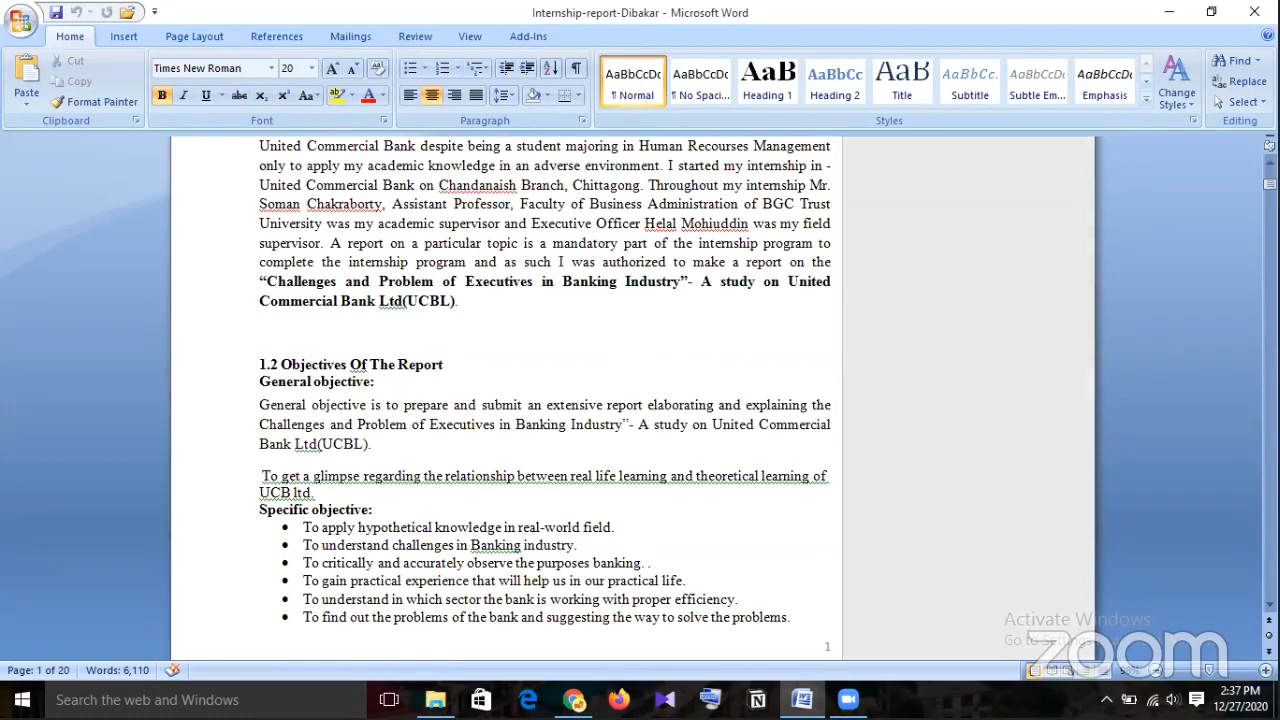 Internship-report-Dibakar - Microsoft Word
Home Insert Page Layout References Mailings Review View Add-Ins
Paste
Cut
Copy
Format Painter
Clipboard
Times New Roman 20
Font
Paragraph
AaBbCcDc AaBbCcDc AaB AaBbCc AaB AaBbCc. AaBbCcDc AaBbCcDc
¶ Normal ¶ No Spaci... Heading 1 Heading 2 Title Subtitle Subtle Em... Emphasis
Change Styles
Styles
Find
Replace
Select
Editing
United Commercial Bank despite being a student majoring in Human Recourses Management
only to apply my academic knowledge in an adverse environment. I started my internship in -
United Commercial Bank on Chandanaish Branch, Chittagong. Throughout my internship Mr.
Soman Chakraborty, Assistant Professor, Faculty of Business Administration of BGC Trust
University was my academic supervisor and Executive Officer Helal Mohiuddin was my field
supervisor. A report on a particular topic is a mandatory part of the internship program to
complete the internship program and as such I was authorized to make a report on the
“Challenges and Problem of Executives in Banking Industry”- A study on United
Commercial Bank Ltd(UCBL).
1.2 Objectives Of The Report
General objective:
General objective is to prepare and submit an extensive report elaborating and explaining the
Challenges and Problem of Executives in Banking Industry”- A study on United Commercial
Bank Ltd(UCBL).
To get a glimpse regarding the relationship between real life learning and theoretical learning of
UCB ltd.
Specific objective:
• To apply hypothetical knowledge in real-world field.
• To understand challenges in Banking industry.
• To critically and accurately observe the purposes banking. .
• To gain practical experience that will help us in our practical life.
• To understand in which sector the bank is working with proper efficiency.
• To find out the problems of the bank and suggesting the way to solve the problems.
1
Activate Windows
zoom
Page: 1 of 20 Words: 6,110
Search the web and Windows
2:37 PM
12/27/2020